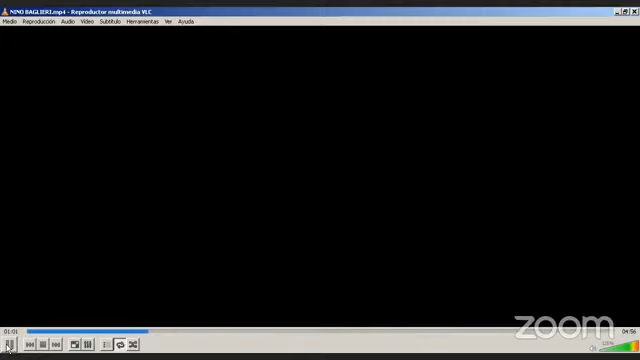 NINO BAGLIERI.mp4 - Reproductor multimedia VLC
Medio Reproducción Audio Vídeo Subtítulo Herramientas Ver Ayuda
01:01 04:56
zoom